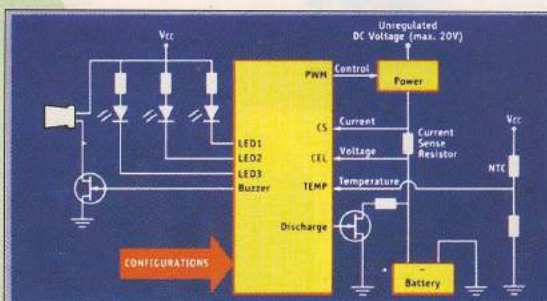 Unregulated
DC Voltage (max. 20V)
Vcc
PWM
Control
Power
CS
Current
Current
Sense
Resistor
Vcc
LED1
CEL
Voltage
NTC
LED2
LED3
TEMP
Temperature
Buzzer
Discharge
CONFIGURATIONS
-
Battery